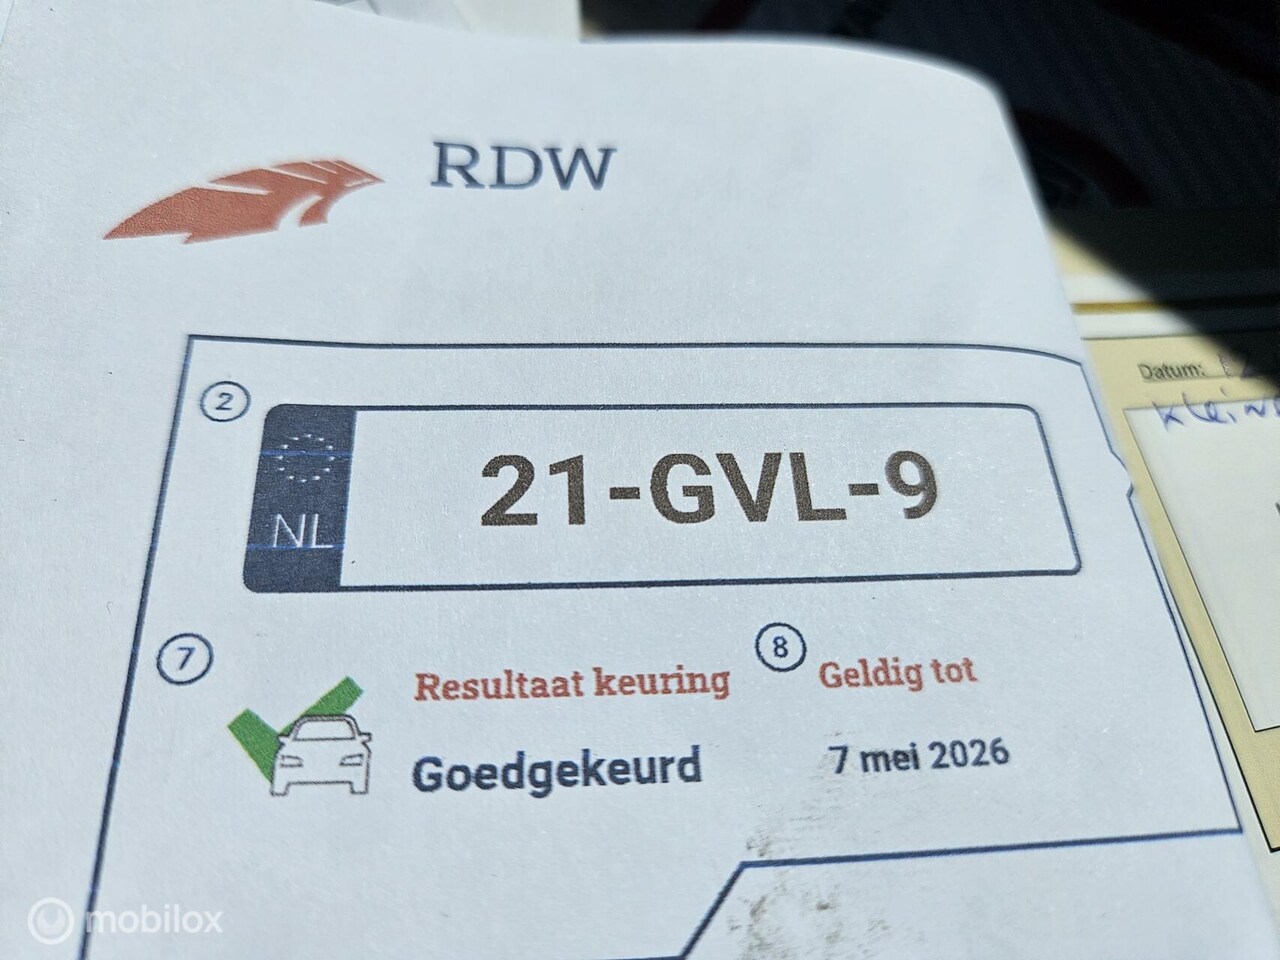 RDW
2
NL
21-GVL-9
Datum:
7
Resultaat keuring
Goedgekeurd
8
Geldig tot
7 mei 2026
mobilox